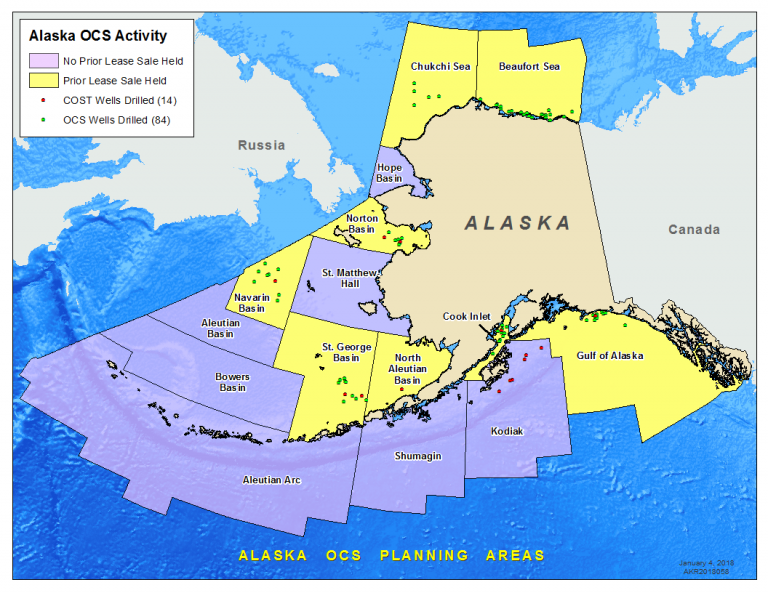 Alaska OCS Activity
No Prior Lease Sale Held
Prior Lease Sale Held
COST Wells Drilled (14)
OCS Wells Drilled (84)
Chukchi Sea
Beaufort Sea
Russia
Hope
Basin
ALASKA
Canada
Norton
Basin
St. Matthew
Hall
Navarin
Basin
Aleutian
Basin
Cook Inlet
St. George
Basin
North
Aleutian
Basin
Gulf of Alaska
Bowers
Basin
Kodiak
Shumagin
Aleutian Arc
ALASKA OCS PLANNING AREAS
January 4, 2018
AKR2018058